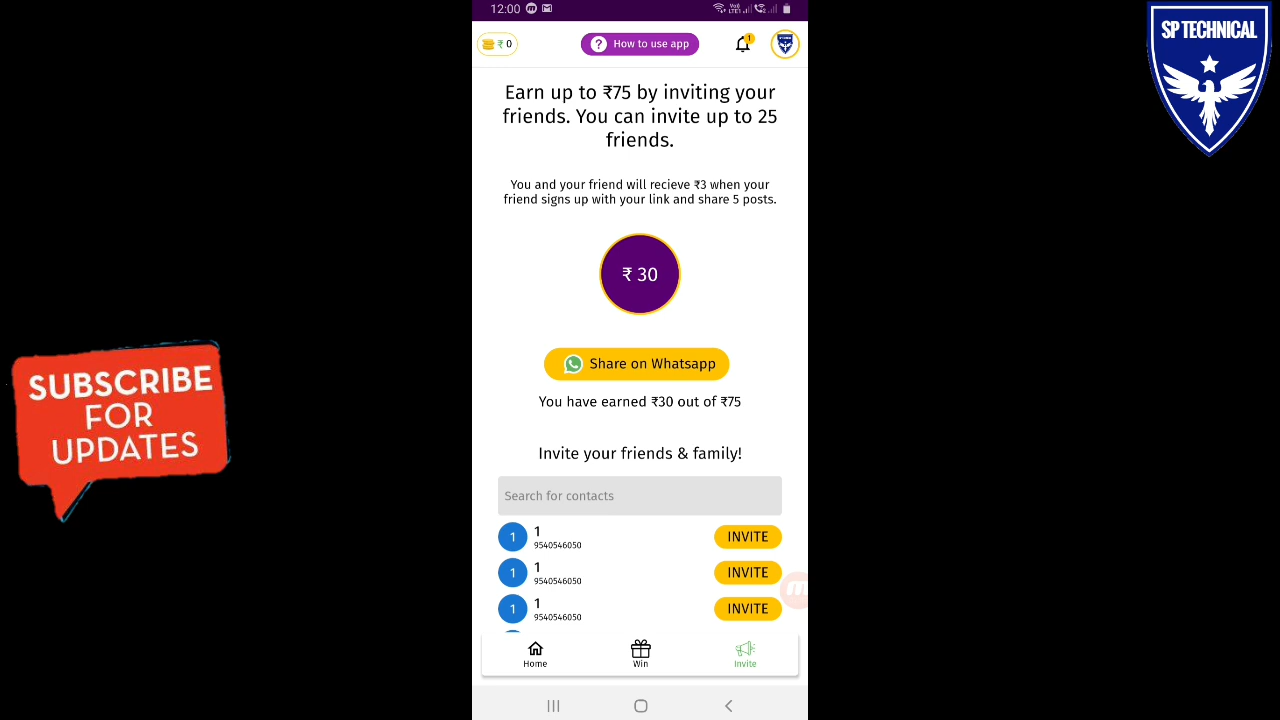 12:00
SP TECHNICAL
₹ 0
? How to use app
1
Earn up to ₹75 by inviting your
friends. You can invite up to 25
friends.
You and your friend will recieve ₹3 when your
friend signs up with your link and share 5 posts.
₹ 30
Share on Whatsapp
You have earned ₹30 out of ₹75
SUBSCRIBE
FOR
UPDATES
Invite your friends & family!
Search for contacts
1 1 INVITE
9540546050
1 1 INVITE
9540546050
1 1 INVITE
9540546050
Home Win Invite